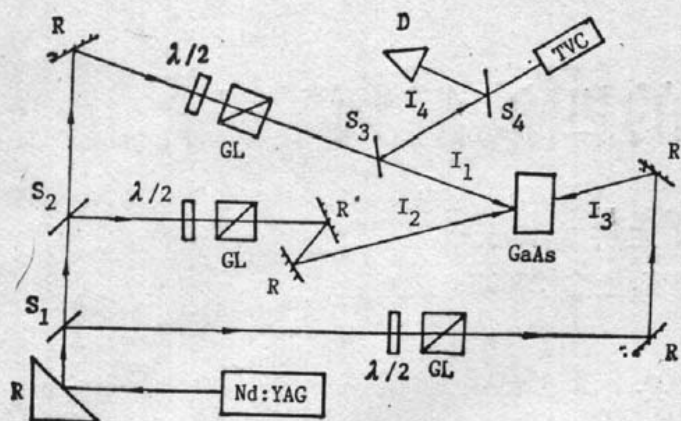 D
TVC
R
λ/2
I₄
S₄
GL
S₃
I₁
R
λ/2
S₂
R
I₂
I₃
GL
R
GaAs
S₁
λ/2
GL
R
R
Nd:YAG